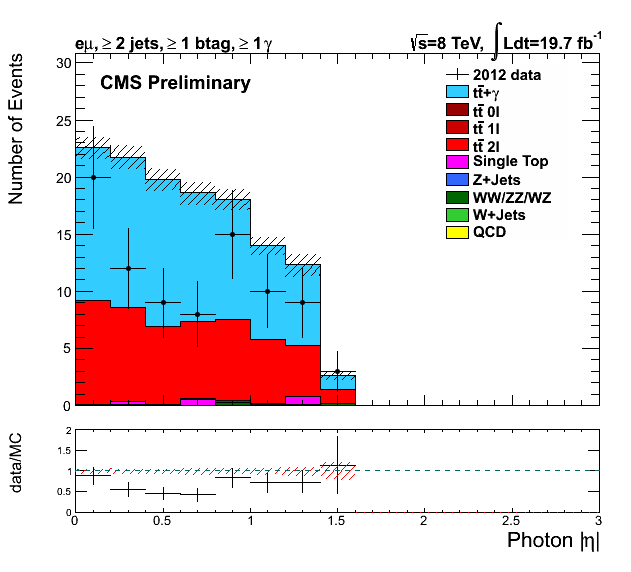 eμ, ≥ 2 jets, ≥ 1 btag, ≥ 1 γ
√s=8 TeV, ∫Ldt=19.7 fb⁻¹
CMS Preliminary
2012 data
tt̄+γ
tt̄ 0l
tt̄ 1l
tt̄ 2l
Single Top
Z+Jets
WW/ZZ/WZ
W+Jets
QCD
Number of Events
30
25
20
15
10
5
0
data/MC
2
1.5
1
0.5
0
0 0.5 1 1.5 2 2.5 3
Photon |η|